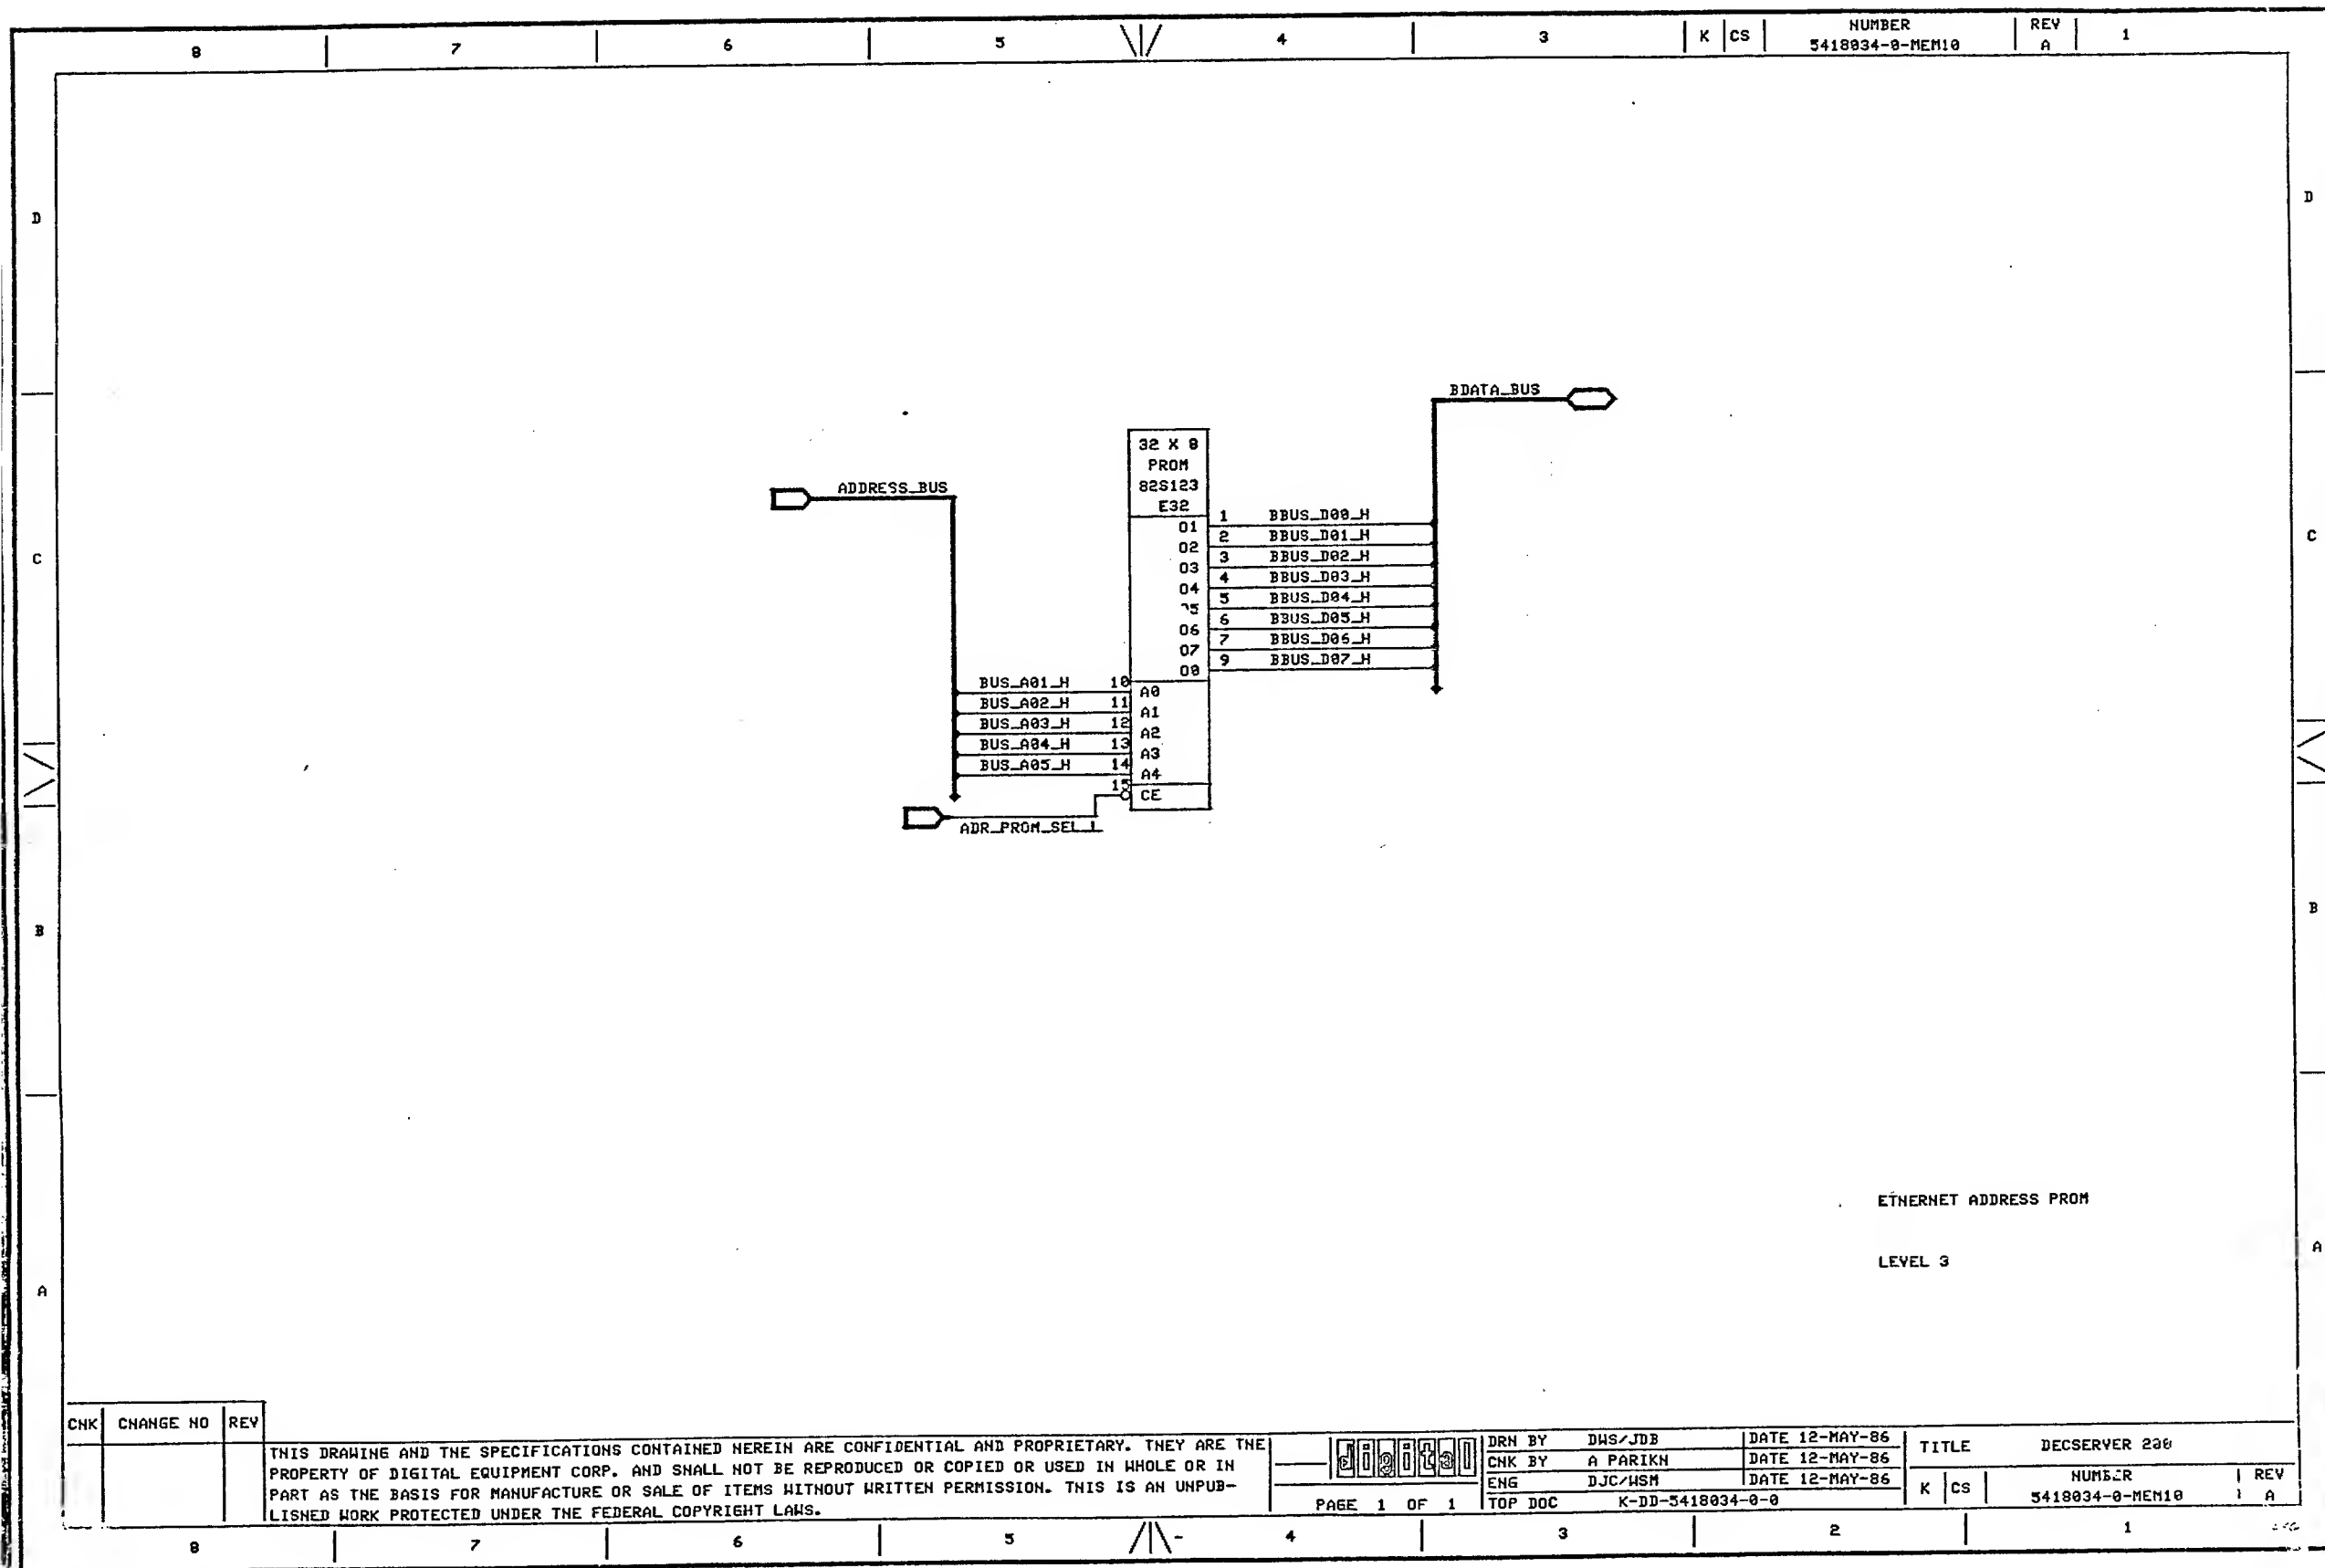 8 7 6 5 4 3 K CS NUMBER 5418034-0-MEM10 REV A 1
D D
BDATA_BUS
32 X 8
PROM
82S123
E32
ADDRESS_BUS
O1 1 BBUS_D00_H
O2 2 BBUS_D01_H
O3 3 BBUS_D02_H
O4 4 BBUS_D03_H
5 BBUS_D04_H
O6 6 BBUS_D05_H
O7 7 BBUS_D06_H
O8 9 BBUS_D07_H
C C
BUS_A01_H 10 A0
BUS_A02_H 11 A1
BUS_A03_H 12 A2
BUS_A04_H 13 A3
BUS_A05_H 14 A4
15 CE
ADR_PROM_SEL_L
B B
ETHERNET ADDRESS PROM
LEVEL 3
A A
CHK CHANGE NO REV
THIS DRAWING AND THE SPECIFICATIONS CONTAINED HEREIN ARE CONFIDENTIAL AND PROPRIETARY. THEY ARE THE
PROPERTY OF DIGITAL EQUIPMENT CORP. AND SHALL NOT BE REPRODUCED OR COPIED OR USED IN WHOLE OR IN
PART AS THE BASIS FOR MANUFACTURE OR SALE OF ITEMS WITHOUT WRITTEN PERMISSION. THIS IS AN UNPUB-
LISHED WORK PROTECTED UNDER THE FEDERAL COPYRIGHT LAWS.
digital
PAGE 1 OF 1
DRN BY DWS/JDB DATE 12-MAY-86
CHK BY A PARIKH DATE 12-MAY-86
ENG DJC/WSM DATE 12-MAY-86
TOP DOC K-DD-5418034-0-0
TITLE DECSERVER 200
K CS NUMBER 5418034-0-MEM10 REV A
8 7 6 5 4 3 2 1